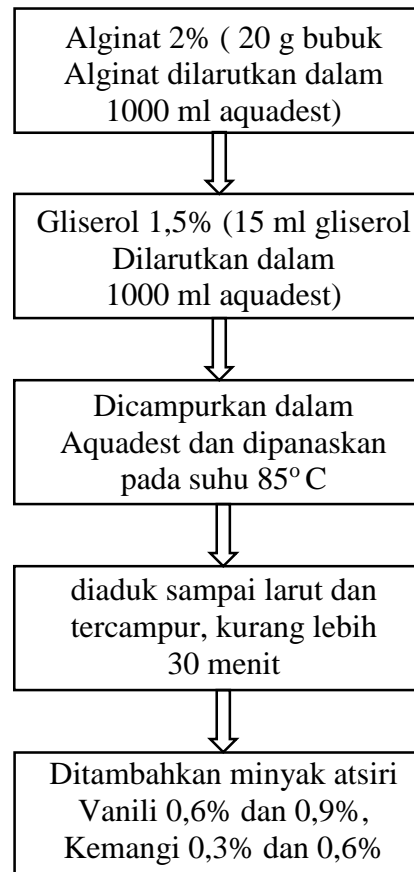 Alginat 2% ( 20 g bubuk
Alginat dilarutkan dalam
1000 ml aquadest)
Gliserol 1,5% (15 ml gliserol
Dilarutkan dalam
1000 ml aquadest)
Dicampurkan dalam
Aquadest dan dipanaskan
pada suhu 85° C
diaduk sampai larut dan
tercampur, kurang lebih
30 menit
Ditambahkan minyak atsiri
Vanili 0,6% dan 0,9%,
Kemangi 0,3% dan 0,6%